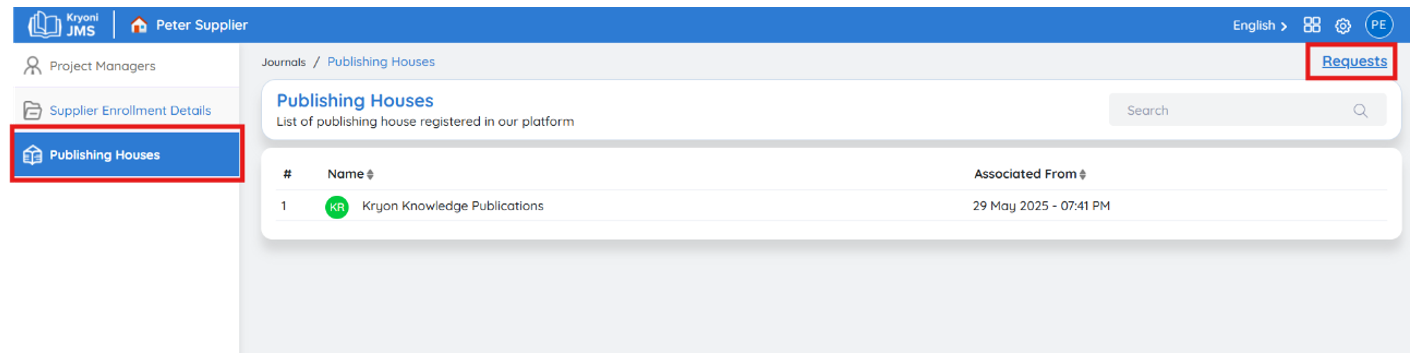 Kryoni
JMS
Peter Supplier
English >
PE
Project Managers
Supplier Enrollment Details
Publishing Houses
Journals / Publishing Houses
Requests
Publishing Houses
List of publishing house registered in our platform
Search
# Name Associated From
1 KR Kryon Knowledge Publications 29 May 2025 - 07:41 PM